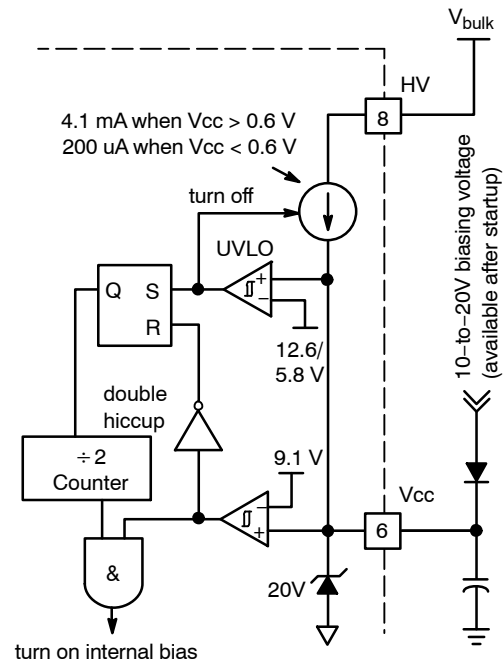 V_bulk
HV
8
4.1 mA when Vcc > 0.6 V
200 uA when Vcc < 0.6 V
turn off
UVLO
10−to−20V biasing voltage
(available after startup)
Q
S
R
+
−
12.6/
5.8 V
double
hiccup
÷ 2
Counter
9.1 V
−
+
Vcc
6
&
20V
turn on internal bias